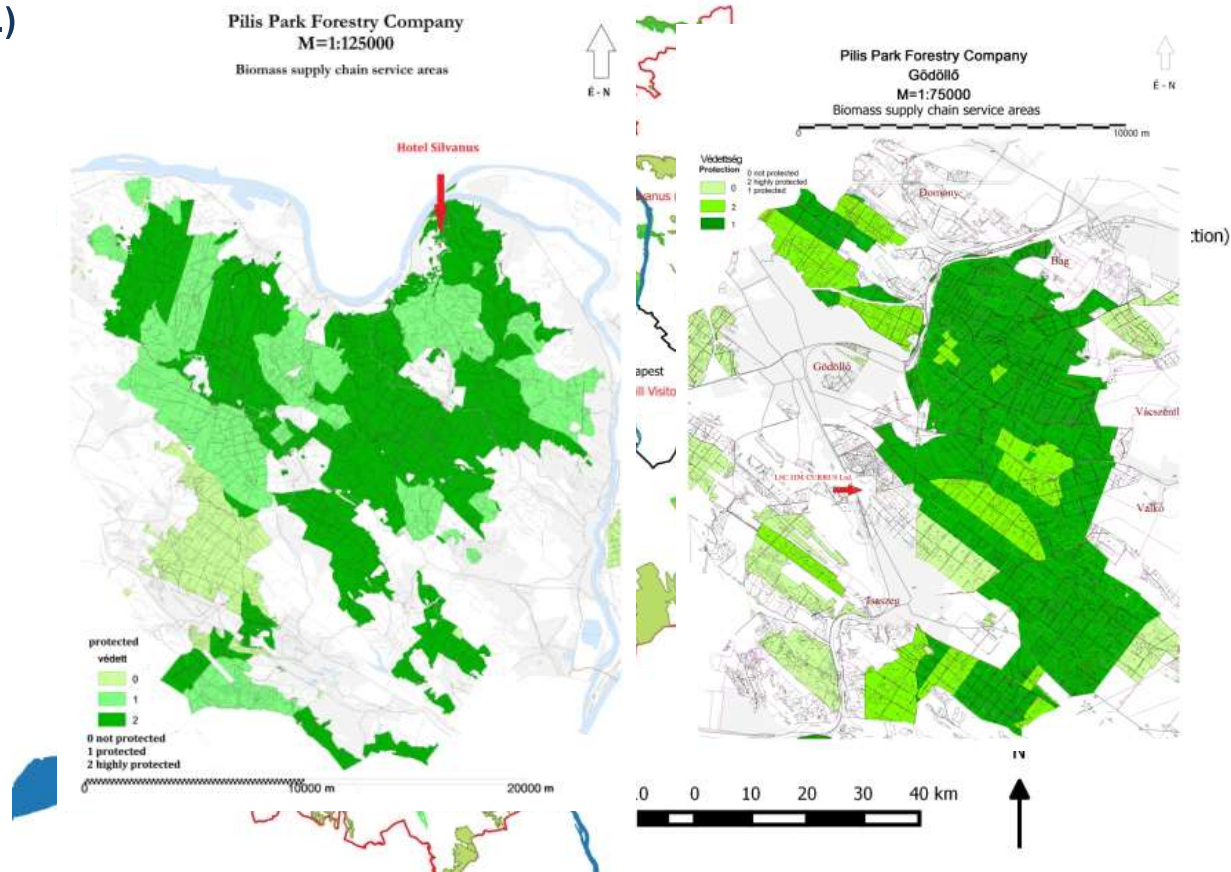 Pilis Park Forestry Company
M=1:125000
Biomass supply chain service areas
É - N
Hotel Silvanus
protected
védett
0
1
2
0 not protected
1 protected
2 highly protected
0 10000 m 20000 m
Pilis Park Forestry Company
Gödöllő
M=1:75000
Biomass supply chain service areas
É - N
0 10000 m
Védettség
Protection
0 not protected
2 highly protected
1 protected
0
2
1
Domony
Bag
Gödöllő
Valkó
Isaszeg
0 10 20 30 40 km
N